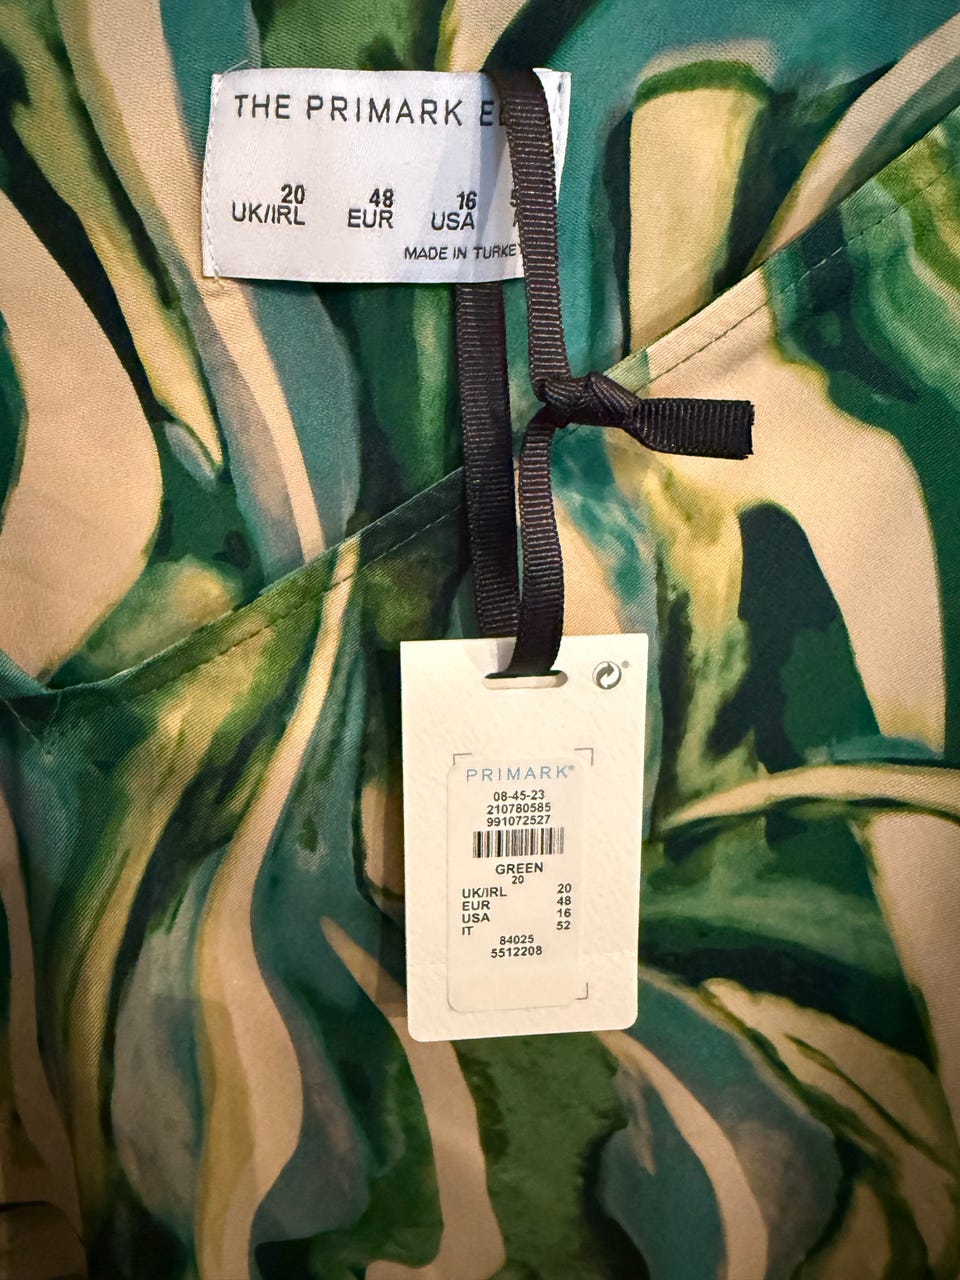 THE PRIMARK
20 48 16
UK/IRL EUR USA
MADE IN TURKEY
PRIMARK®
08-45-23
210780585
991072527
GREEN
20
UK/IRL 20
EUR 48
USA 16
IT 52
84025
5512208